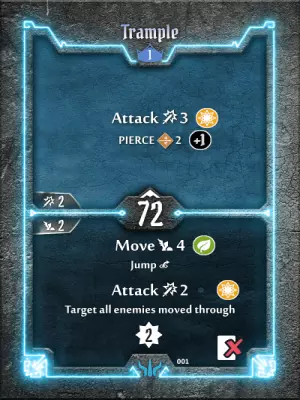 Trample
1
Attack 3
PIERCE 2 +1
2
72
2
Move 4
Jump
Attack 2
Target all enemies moved through
2
001